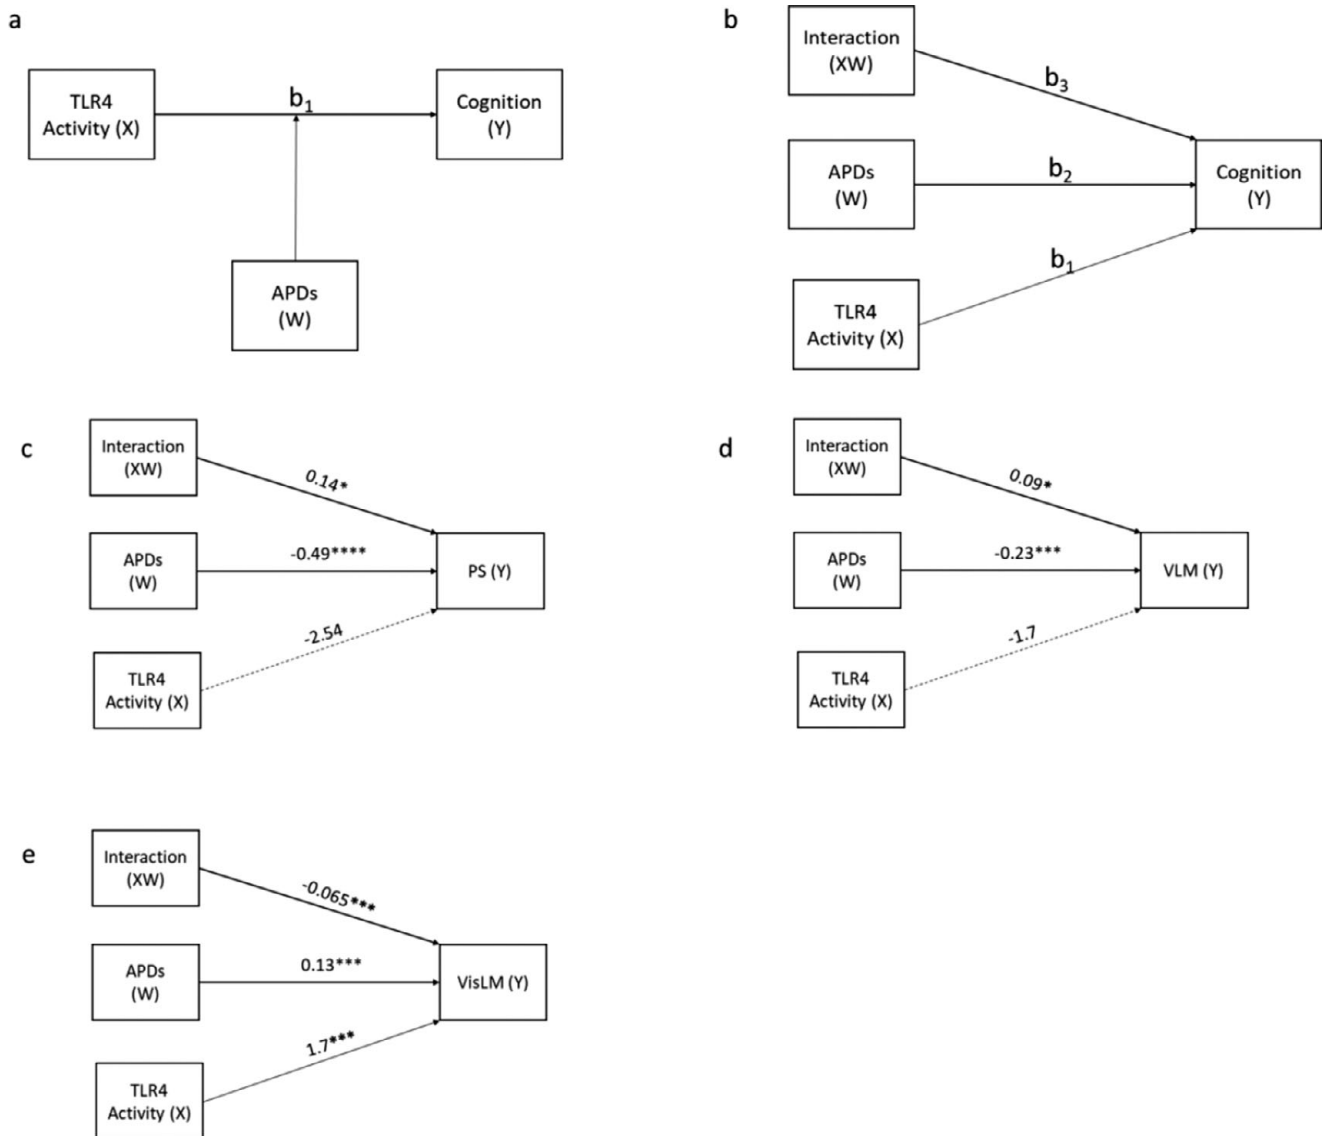 a
TLR4
Activity (X)
b₁
Cognition
(Y)
APDs
(W)
b
Interaction
(XW)
b₃
APDs
(W)
b₂
Cognition
(Y)
TLR4
Activity (X)
b₁
c
Interaction
(XW)
0.14*
APDs
(W)
-0.49****
PS (Y)
-2.54
TLR4
Activity (X)
d
Interaction
(XW)
0.09*
APDs
(W)
-0.23***
VLM (Y)
-1.7
TLR4
Activity (X)
e
Interaction
(XW)
-0.065***
APDs
(W)
0.13***
VisLM (Y)
1.7***
TLR4
Activity (X)